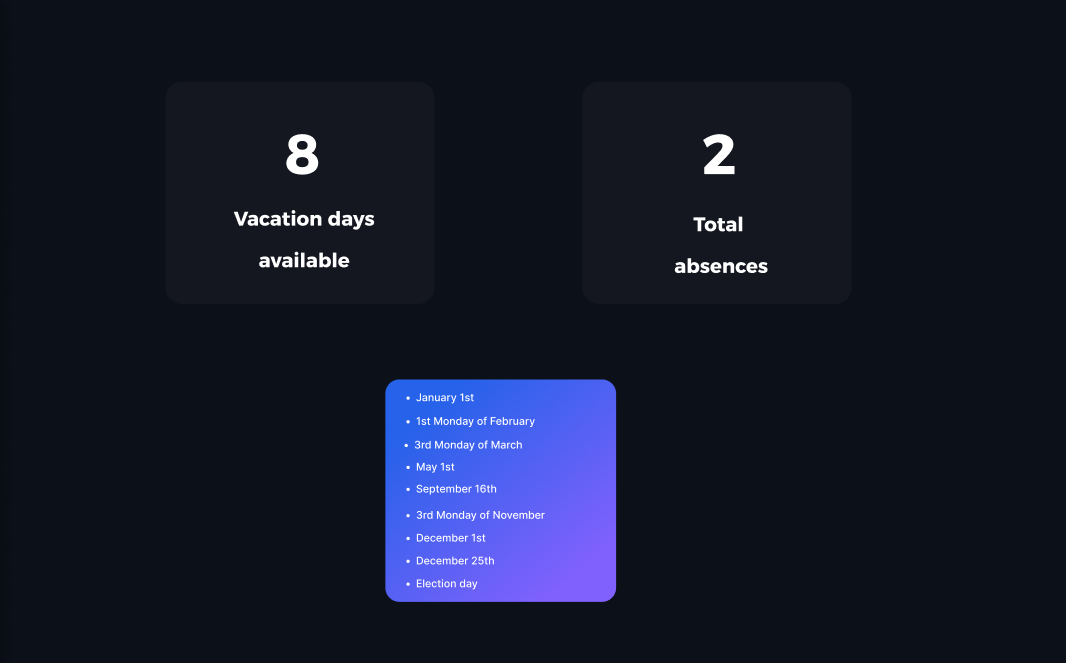 8
Vacation days
available
2
Total
absences
• January 1st
• 1st Monday of February
• 3rd Monday of March
• May 1st
• September 16th
• 3rd Monday of November
• December 1st
• December 25th
• Election day